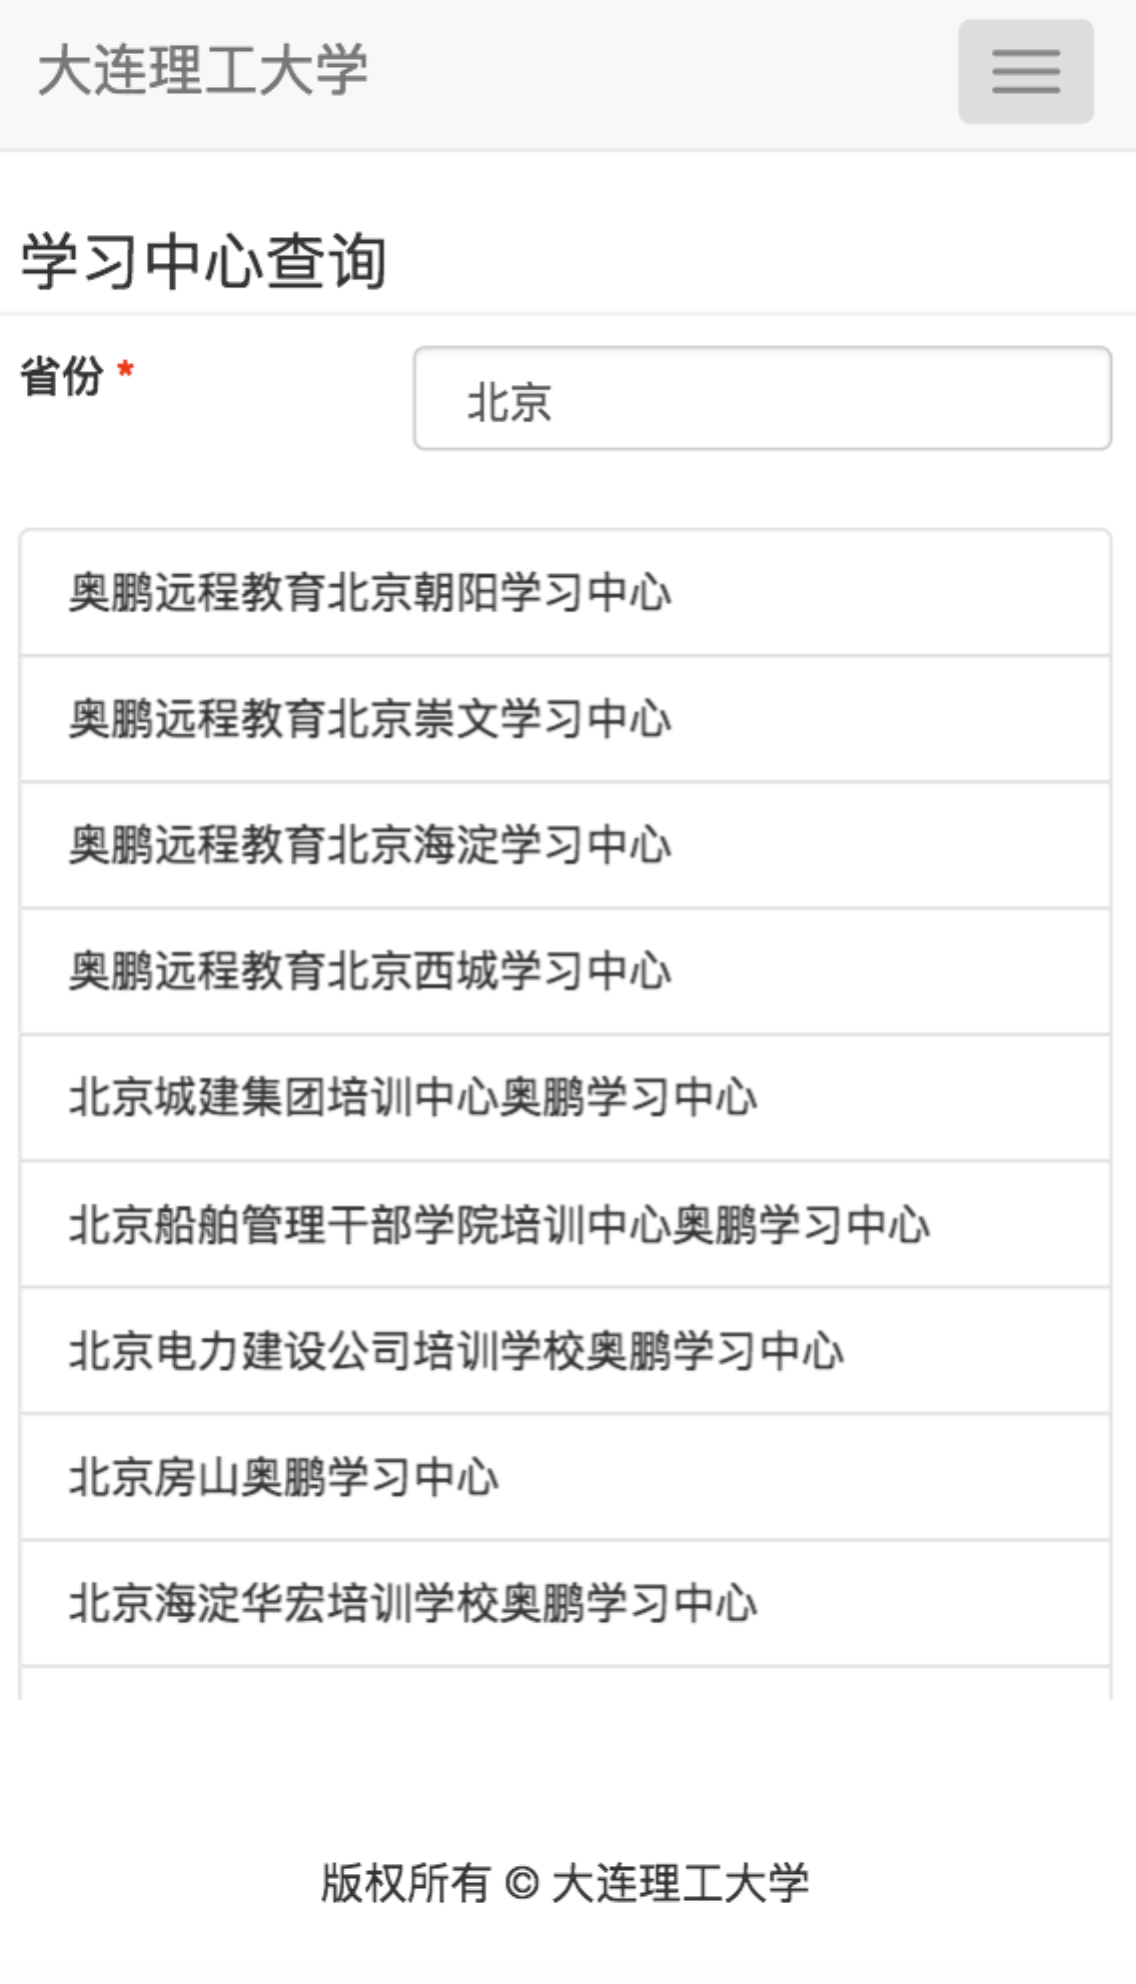 大连理工大学
学习中心查询
省份 *
北京
奥鹏远程教育北京朝阳学习中心
奥鹏远程教育北京崇文学习中心
奥鹏远程教育北京海淀学习中心
奥鹏远程教育北京西城学习中心
北京城建集团培训中心奥鹏学习中心
北京船舶管理干部学院培训中心奥鹏学习中心
北京电力建设公司培训学校奥鹏学习中心
北京房山奥鹏学习中心
北京海淀华宏培训学校奥鹏学习中心
版权所有 © 大连理工大学